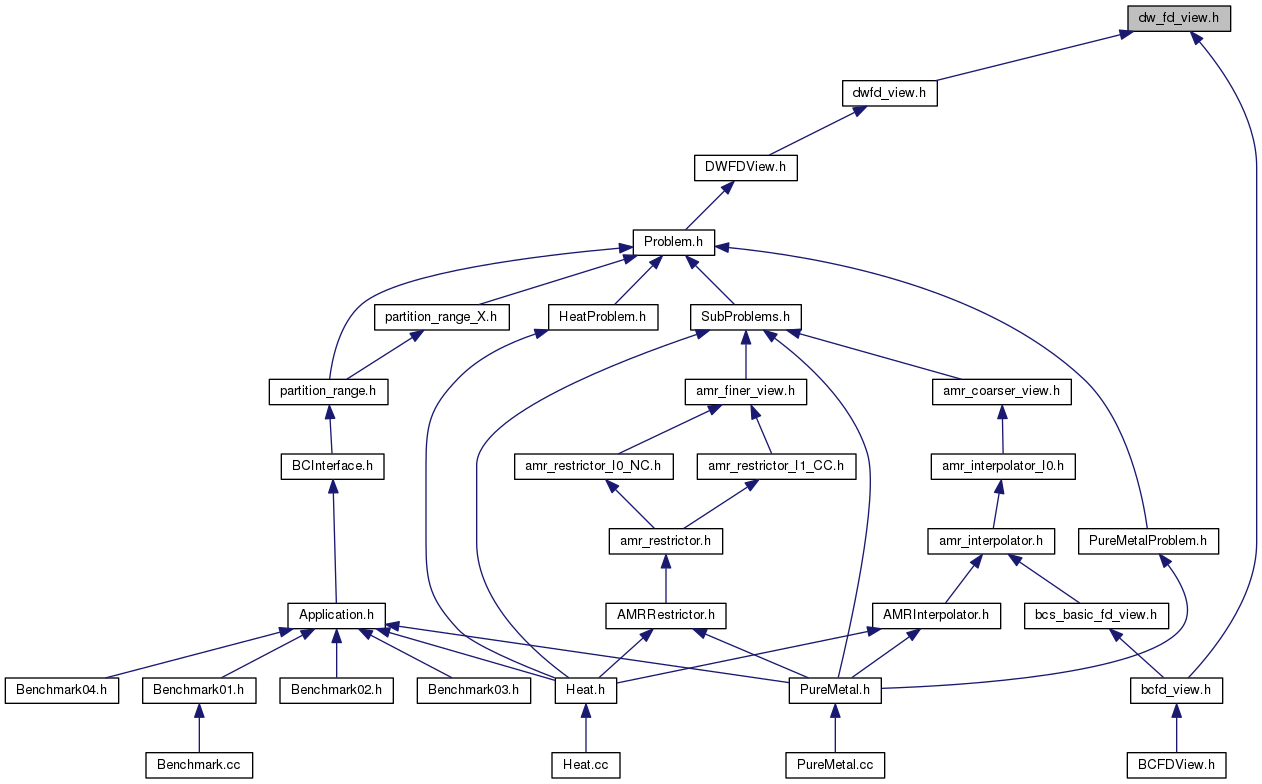 dw_fd_view.h
dwfd_view.h
DWFDView.h
Problem.h
partition_range_X.h
HeatProblem.h
SubProblems.h
partition_range.h
amr_finer_view.h
amr_coarser_view.h
BCInterface.h
amr_restrictor_l0_NC.h
amr_restrictor_l1_CC.h
amr_interpolator_l0.h
amr_restrictor.h
amr_interpolator.h
PureMetalProblem.h
Application.h
AMRRestrictor.h
AMRInterpolator.h
bcs_basic_fd_view.h
Benchmark04.h
Benchmark01.h
Benchmark02.h
Benchmark03.h
Heat.h
PureMetal.h
bcfd_view.h
Benchmark.cc
Heat.cc
PureMetal.cc
BCFDView.h